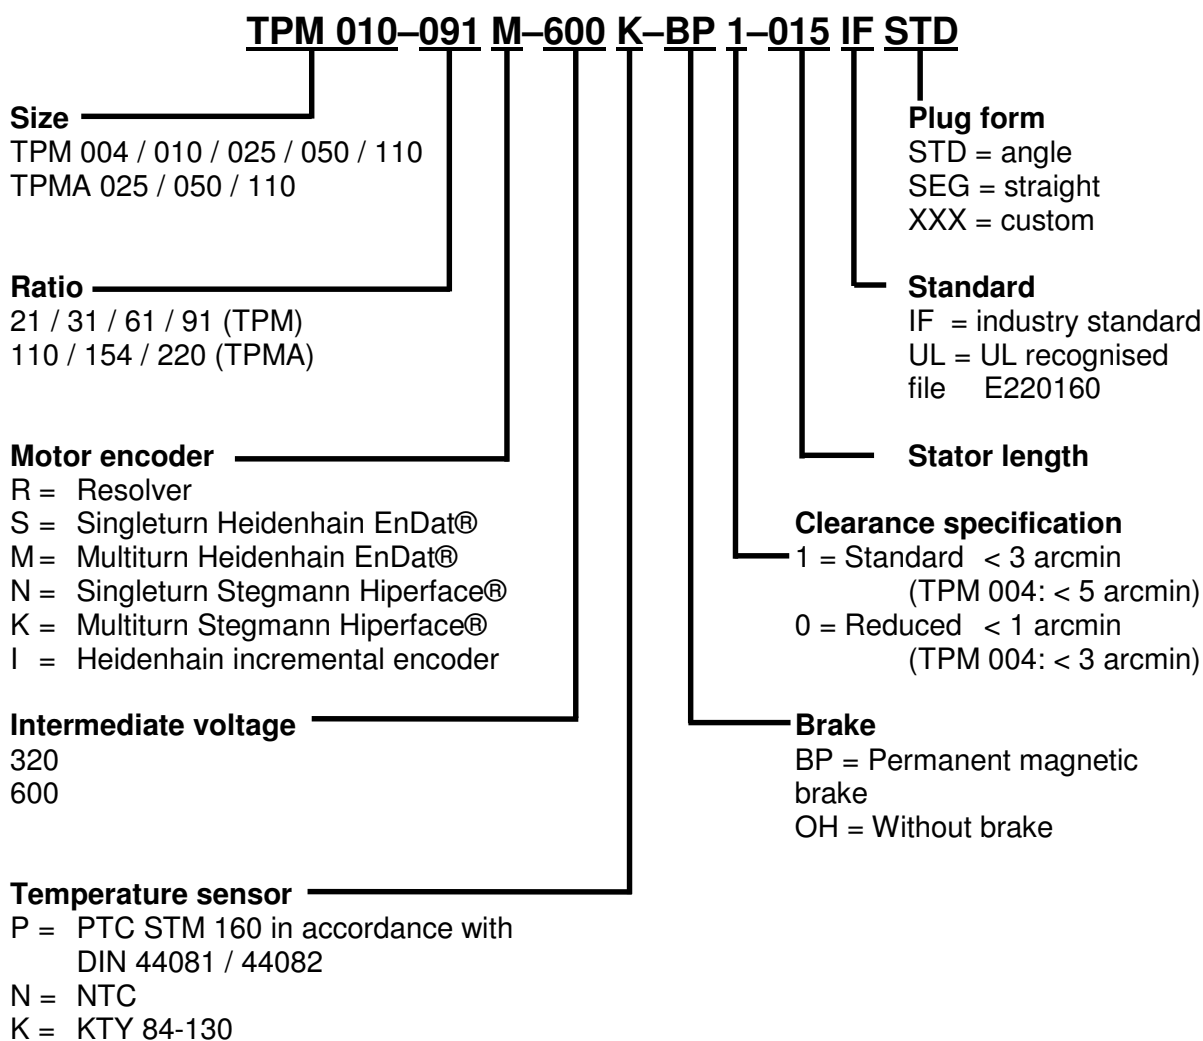 TPM 010–091 M–600 K–BP 1–015 IF STD
Size
TPM 004 / 010 / 025 / 050 / 110
TPMA 025 / 050 / 110
Ratio
21 / 31 / 61 / 91 (TPM)
110 / 154 / 220 (TPMA)
Motor encoder
R = Resolver
S = Singleturn Heidenhain EnDat®
M = Multiturn Heidenhain EnDat®
N = Singleturn Stegmann Hiperface®
K = Multiturn Stegmann Hiperface®
I = Heidenhain incremental encoder
Intermediate voltage
320
600
Temperature sensor
P = PTC STM 160 in accordance with
DIN 44081 / 44082
N = NTC
K = KTY 84-130
Plug form
STD = angle
SEG = straight
XXX = custom
Standard
IF = industry standard
UL = UL recognised
file E220160
Stator length
Clearance specification
1 = Standard < 3 arcmin
(TPM 004: < 5 arcmin)
0 = Reduced < 1 arcmin
(TPM 004: < 3 arcmin)
Brake
BP = Permanent magnetic
brake
OH = Without brake